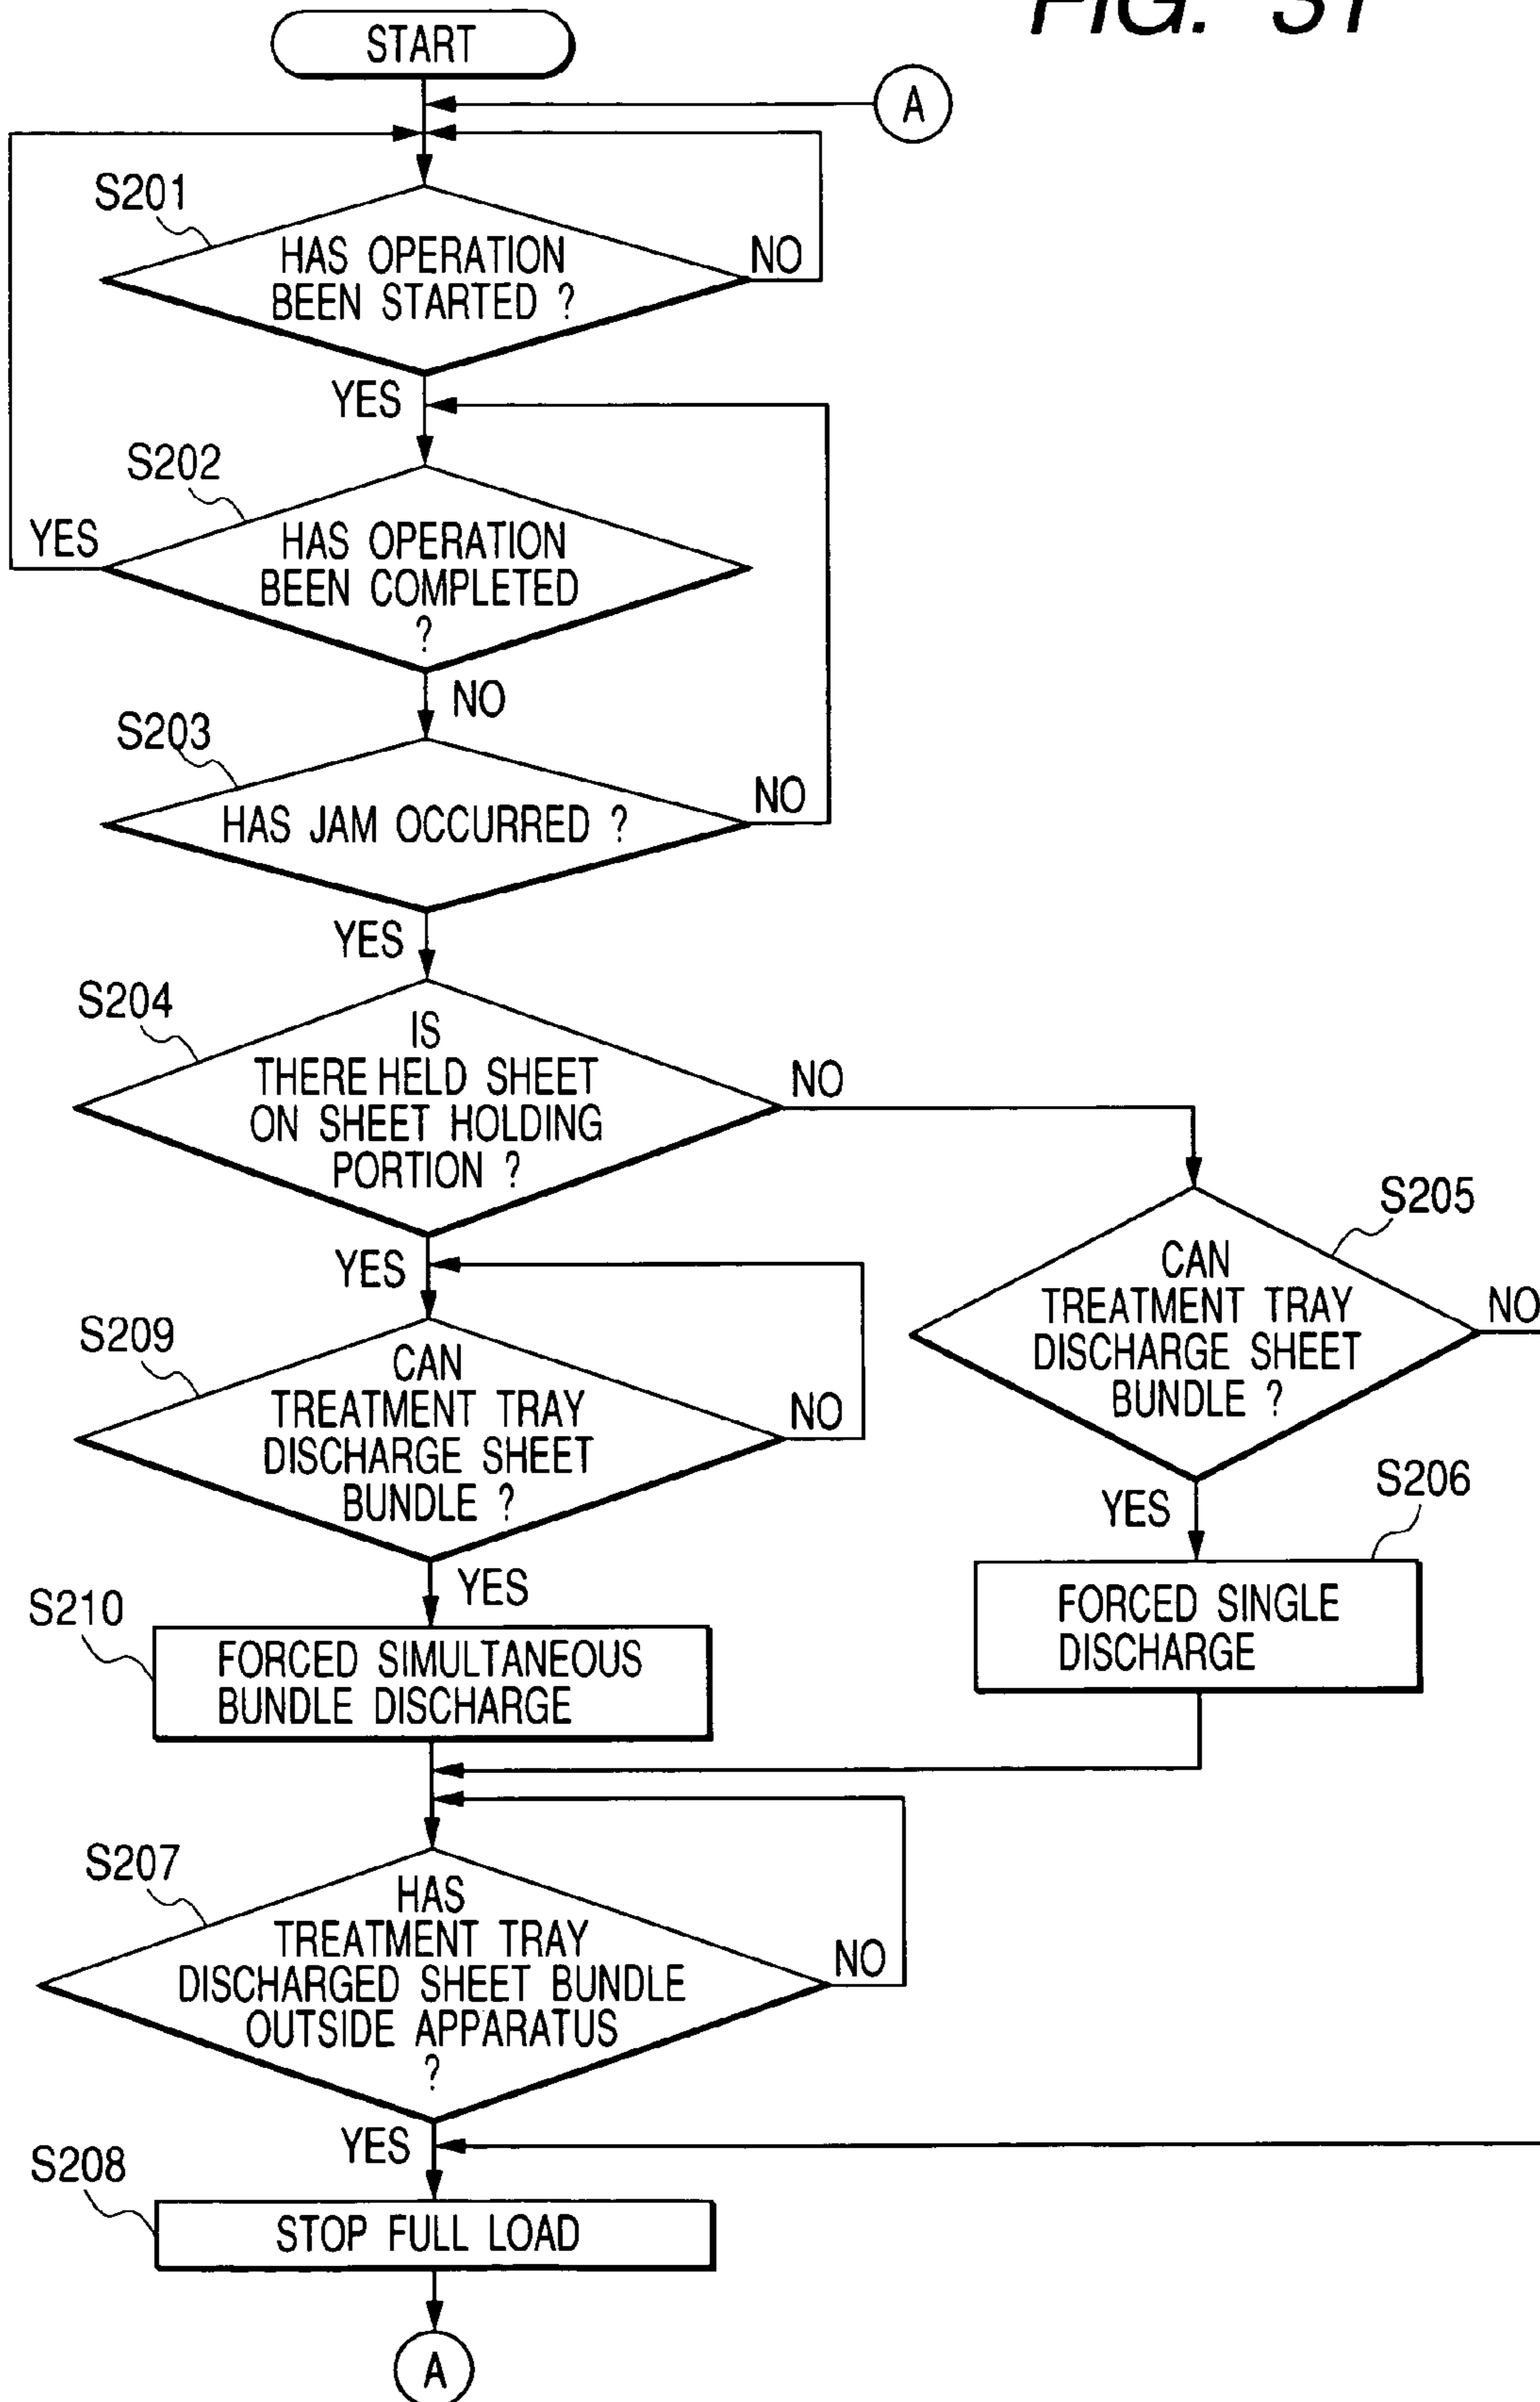 FIG. 31
START
A
S201
HAS OPERATION
BEEN STARTED ?
NO
YES
S202
HAS OPERATION
BEEN COMPLETED
?
YES
NO
S203
HAS JAM OCCURRED ?
NO
YES
S204
IS
THERE HELD SHEET
ON SHEET HOLDING
PORTION ?
NO
YES
S205
CAN
TREATMENT TRAY
DISCHARGE SHEET
BUNDLE ?
NO
YES
S206
FORCED SINGLE
DISCHARGE
S209
CAN
TREATMENT TRAY
DISCHARGE SHEET
BUNDLE ?
NO
YES
S210
FORCED SIMULTANEOUS
BUNDLE DISCHARGE
S207
HAS
TREATMENT TRAY
DISCHARGED SHEET BUNDLE
OUTSIDE APPARATUS
?
NO
YES
S208
STOP FULL LOAD
A